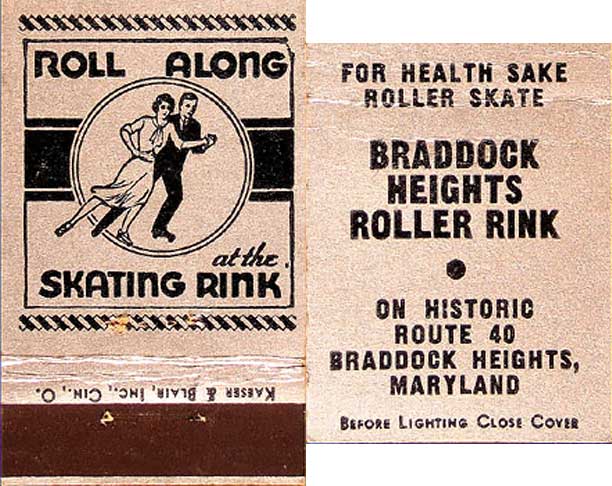 ROLL ALONG
at the
SKATING RINK
KAESER & BLAIR, INC., CIN., O.
FOR HEALTH SAKE
ROLLER SKATE
BRADDOCK
HEIGHTS
ROLLER RINK
ON HISTORIC
ROUTE 40
BRADDOCK HEIGHTS,
MARYLAND
BEFORE LIGHTING CLOSE COVER